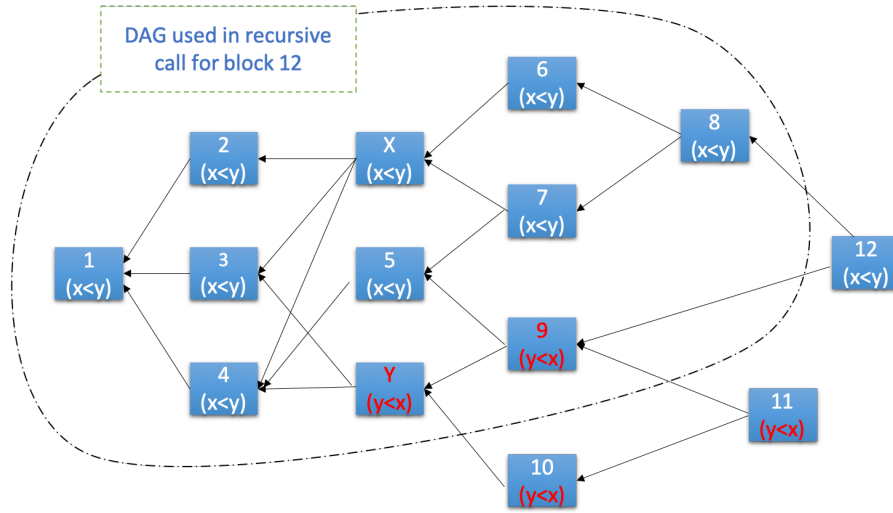 DAG used in recursive
call for block 12
6
(x<y)
8
(x<y)
2
(x<y)
X
(x<y)
7
(x<y)
1
(x<y)
3
(x<y)
5
(x<y)
12
(x<y)
9
(y<x)
4
(x<y)
Y
(y<x)
11
(y<x)
10
(y<x)